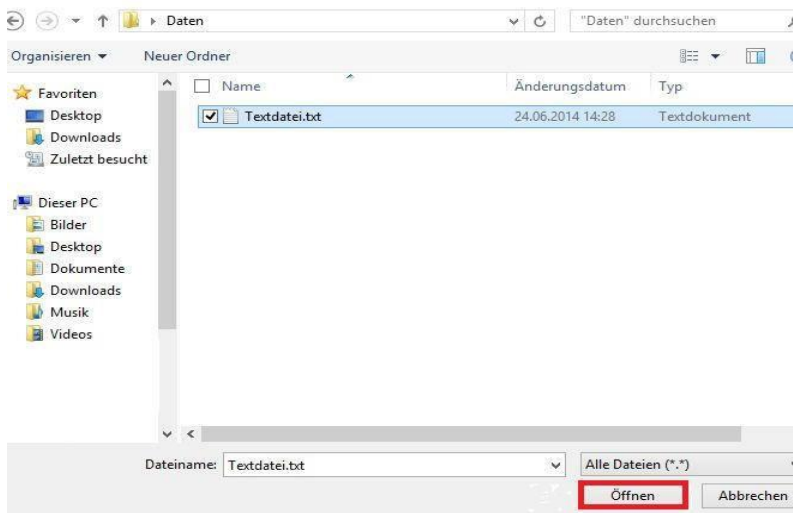 Daten
"Daten" durchsuchen
Organisieren
Neuer Ordner
Name
Änderungsdatum
Typ
Favoriten
Desktop
Downloads
Zuletzt besucht
Textdatei.txt
24.06.2014 14:28
Textdokument
Dieser PC
Bilder
Desktop
Dokumente
Downloads
Musik
Videos
Dateiname:
Textdatei.txt
Alle Dateien (*.*)
Öffnen
Abbrechen